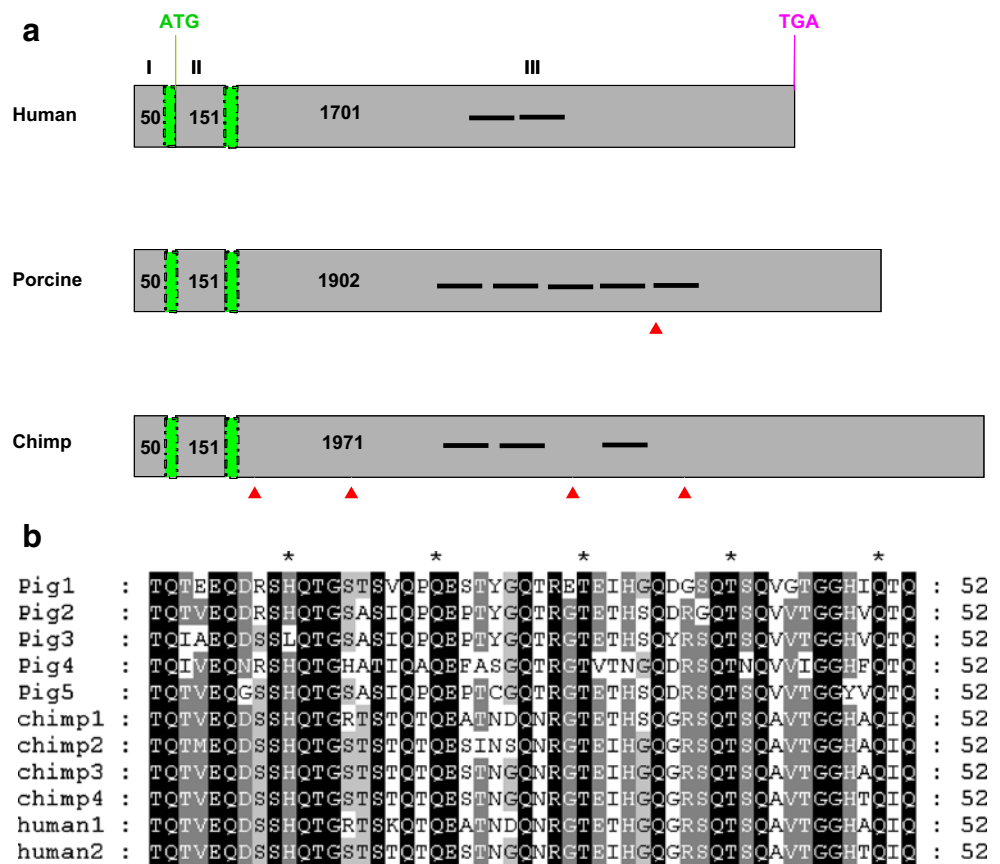 a
ATG
TGA
I II III
Human 50 151 1701
Porcine 50 151 1902
Chimp 50 151 1971
b
* * * * *
Pig1 : TQTEEQDRSHQTGSTSVQPQESTYGQTRETEIHGQDGSQTSQVGTGGHIQTQ : 52
Pig2 : TQTVEQDRSHQTGSASIQPQEPTYGQTRGTETHSQDRGQTSQVVTGGHVQTQ : 52
Pig3 : TQIAEQDSSLQTGSASIQPQEPTYGQTRGTETHSQYRSQTSQVVTGGHVQTQ : 52
Pig4 : TQIVEQNRSHQTGHATIQAQEFASGQTRGTVTNGQDRSQTNQVVIGGHFQTQ : 52
Pig5 : TQTVEQGSSHQTGSASIQPQEPTCGQTRGTETHSQDRSQTSQVVTGGYVQTQ : 52
chimp1 : TQTVEQDSSHQTGRTSTQTQEATNDQNRGTETHSQGRSQTSQAVTGGHAQIQ : 52
chimp2 : TQTMEQDSSHQTGSTSTQTQESINSQNRGTEIHGQGRSQTSQAVTGGHAQIQ : 52
chimp3 : TQTVEQDSSHQTGSTSTQTQESTNGQNRGTEIHGQGRSQTSQAVTGGHAQIQ : 52
chimp4 : TQTVEQDSSHQTGSTSTQTQESTNGQNRGTEIHGQGRSQTSQAVTGGHTQIQ : 52
human1 : TQTVEQDSSHQTGRTSKQTQEATNDQNRGTETHGQGRSQTSQAVTGGHAQIQ : 52
human2 : TQTVEQDSSHQTGSTSTQTQESTNGQNRGTEIHGQGRSQTSQAVTGGHTQIQ : 52